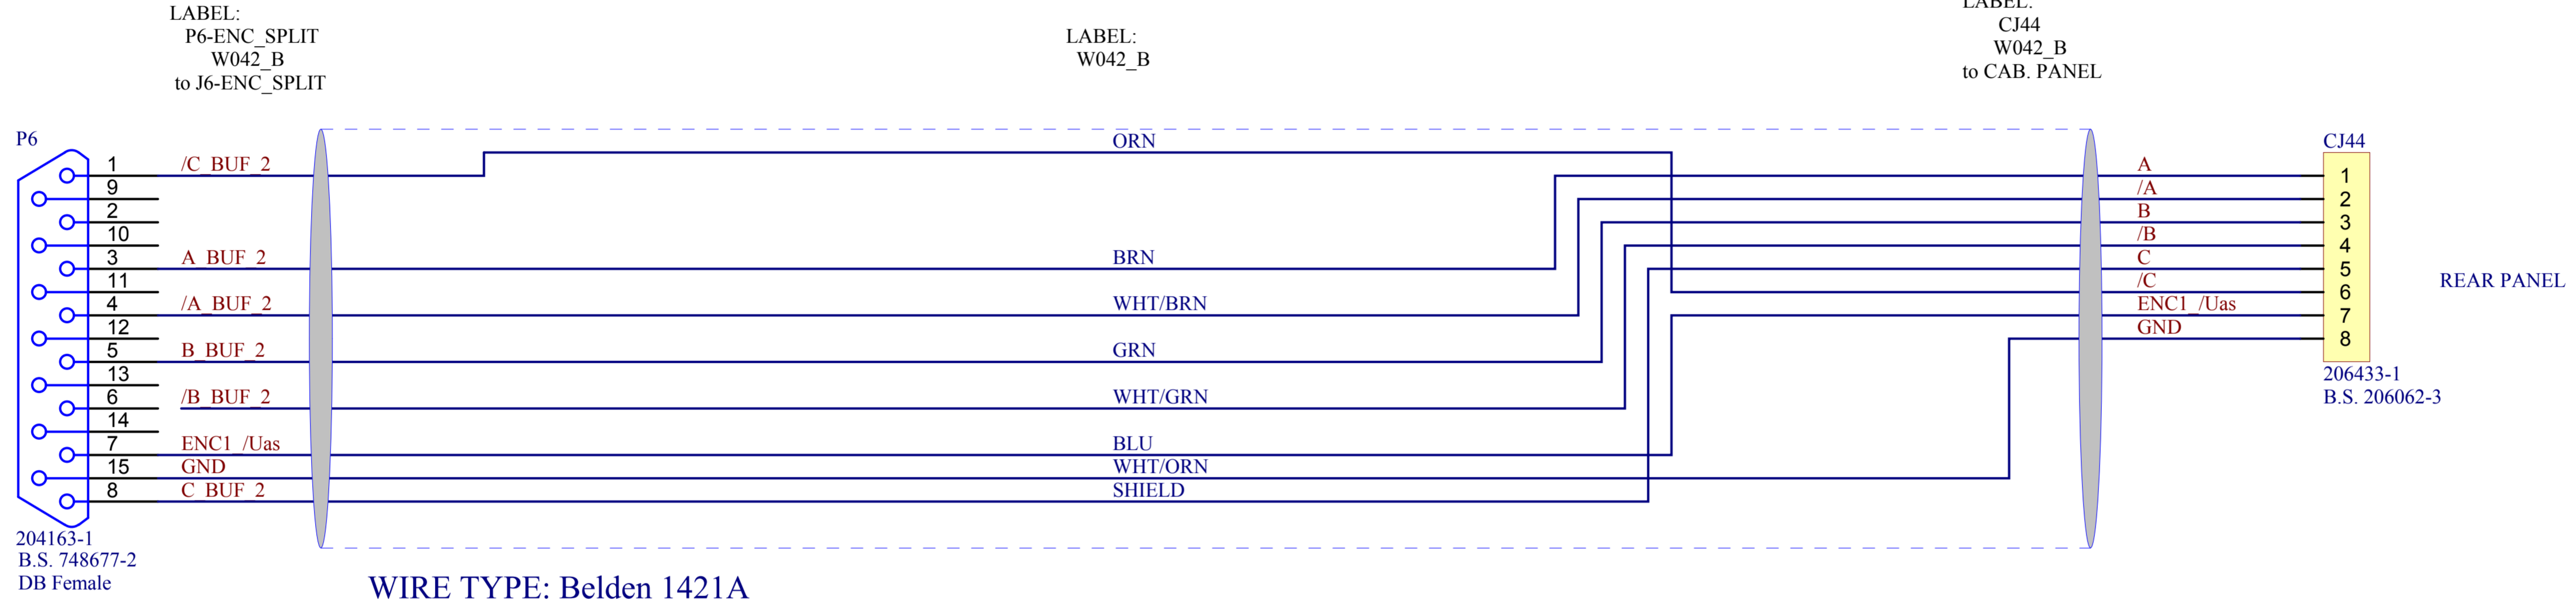 LABEL:
P6-ENC_SPLIT
W042_B
to J6-ENC_SPLIT
LABEL:
W042_B
LABEL:
CJ44
W042_B
to CAB. PANEL
P6
1
9
2
10
3
11
4
12
5
13
6
14
7
15
8
/C_BUF_2
A_BUF_2
/A_BUF_2
B_BUF_2
/B_BUF_2
ENC1_/Uas
GND
C_BUF_2
ORN
BRN
WHT/BRN
GRN
WHT/GRN
BLU
WHT/ORN
SHIELD
A
/A
B
/B
C
/C
ENC1_/Uas
GND
CJ44
1
2
3
4
5
6
7
8
206433-1
B.S. 206062-3
REAR PANEL
204163-1
B.S. 748677-2
DB Female
WIRE TYPE: Belden 1421A